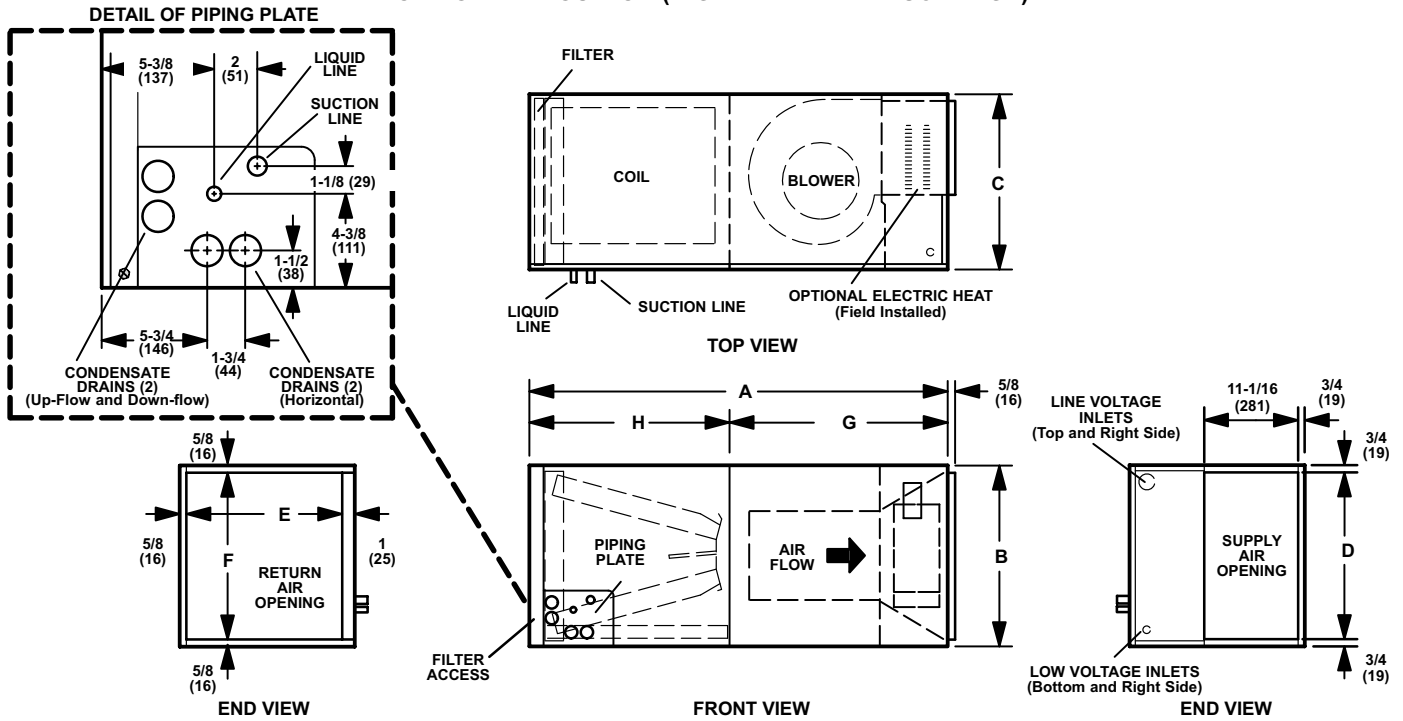 DETAIL OF PIPING PLATE
5-3/8
(137)
2
(51)
LIQUID
LINE
SUCTION
LINE
1-1/8 (29)
4-3/8
(111)
1-1/2
(38)
5-3/4
(146)
1-3/4
(44)
CONDENSATE
DRAINS (2)
(Up-Flow and Down-flow)
CONDENSATE
DRAINS (2)
(Horizontal)
FILTER
COIL
BLOWER
C
LIQUID
LINE
SUCTION LINE
OPTIONAL ELECTRIC HEAT
(Field Installed)
TOP VIEW
5/8
(16)
5/8
(16)
E
F
1
(25)
RETURN
AIR
OPENING
5/8
(16)
END VIEW
A
5/8
(16)
H
G
PIPING
PLATE
AIR
FLOW
B
FILTER
ACCESS
FRONT VIEW
LINE VOLTAGE
INLETS
(Top and Right Side)
11-1/16
(281)
3/4
(19)
3/4
(19)
SUPPLY
AIR
OPENING
D
LOW VOLTAGE INLETS
(Bottom and Right Side)
3/4
(19)
END VIEW